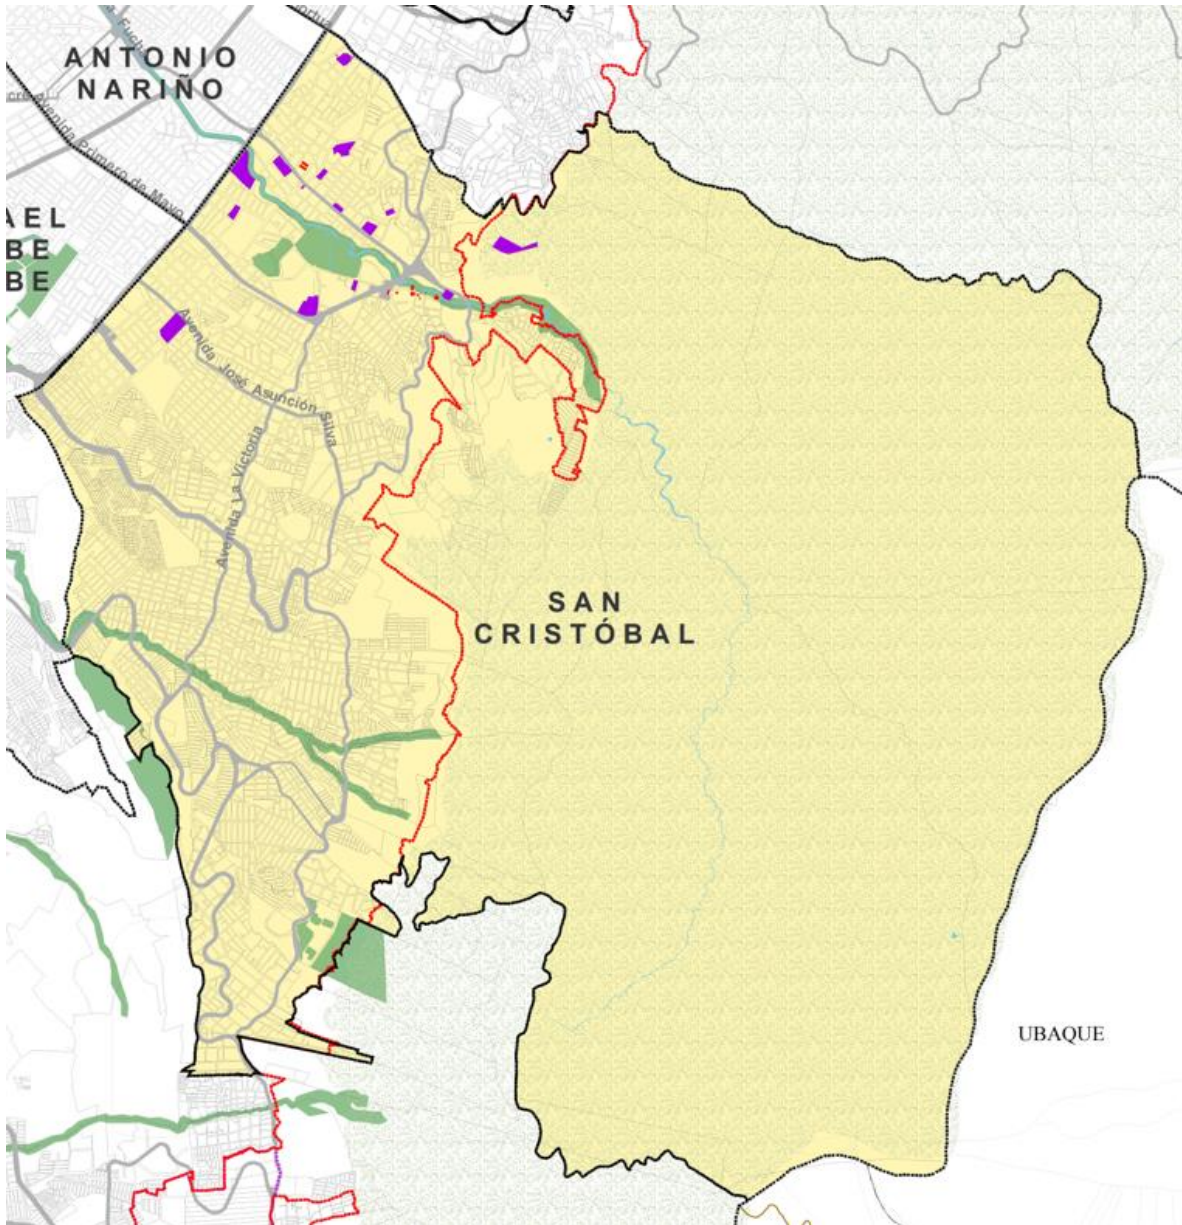 Fucha
ANTONIO
NARIÑO
Avenida Primero de Mayo
AEL
BE
BE
Avenida José Asunción Silva
Avenida La Victoria
SAN
CRISTÓBAL
UBAQUE